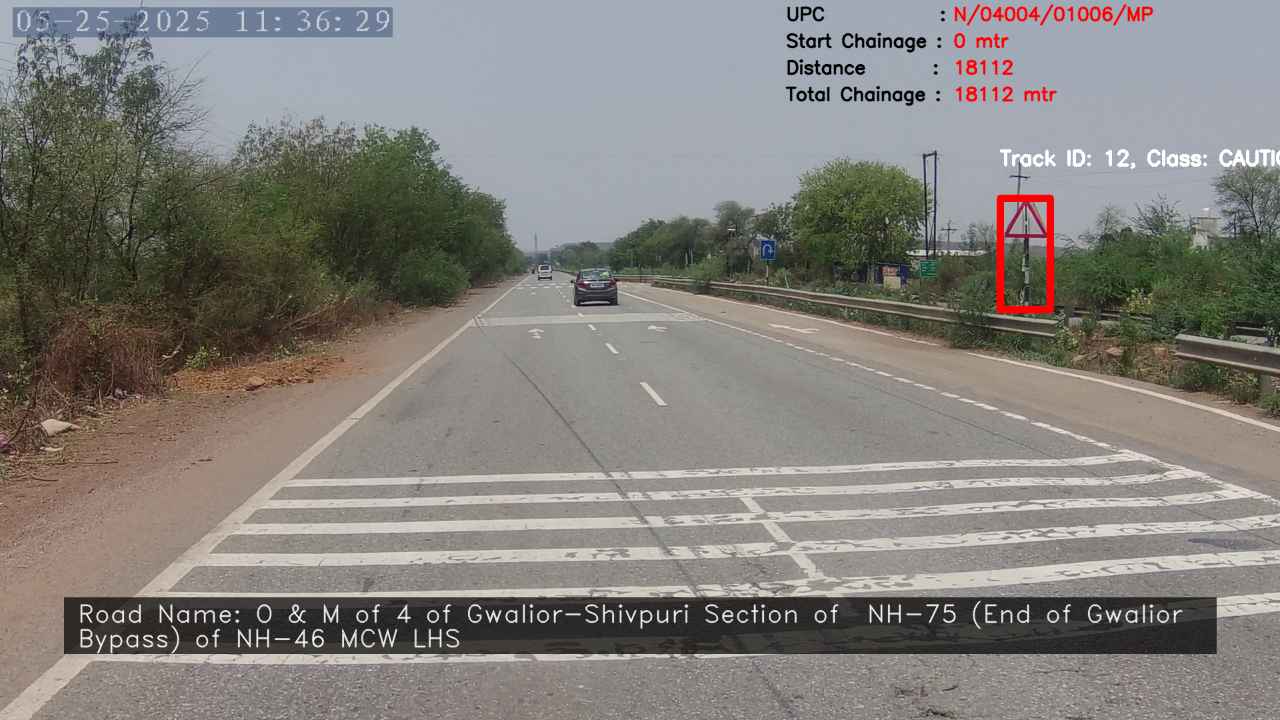 05-25-2025 11:36:29
UPC : N/04004/01006/MP
Start Chainage : 0 mtr
Distance : 18112
Total Chainage : 18112 mtr
Track ID: 12, Class: CAUTIO
Road Name: O & M of 4 of Gwalior-Shivpuri Section of NH-75 (End of Gwalior
Bypass) of NH-46 MCW LHS